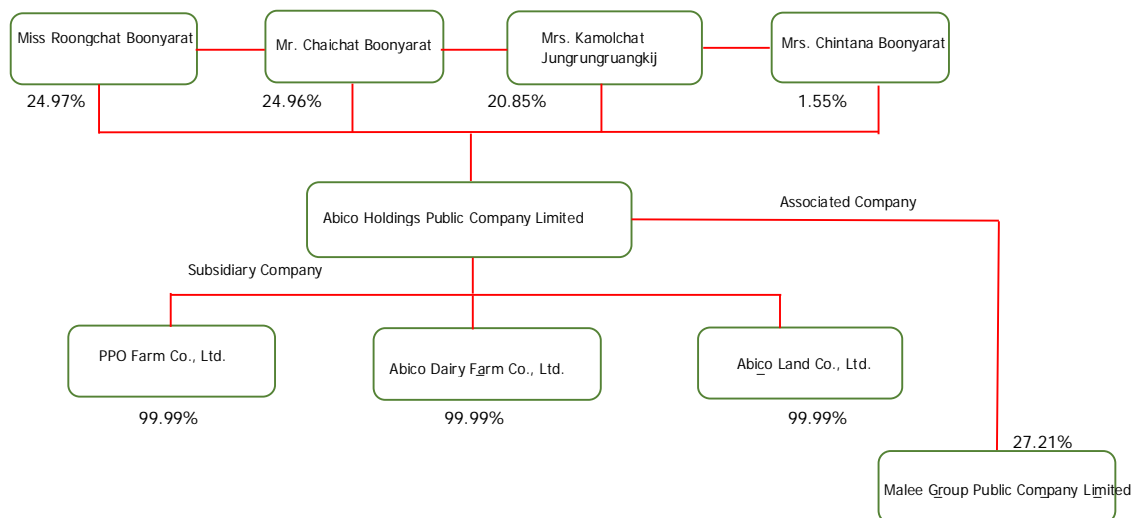 Miss Roongchat Boonyarat
Mr. Chaichat Boonyarat
Mrs. Kamolchat
Jungrungruangkij
Mrs. Chintana Boonyarat
24.97%
24.96%
20.85%
1.55%
Abico Holdings Public Company Limited
Associated Company
Subsidiary Company
PPO Farm Co., Ltd.
Abico Dairy Farm Co., Ltd.
Abico Land Co., Ltd.
99.99%
99.99%
99.99%
27.21%
Malee Group Public Company Limited